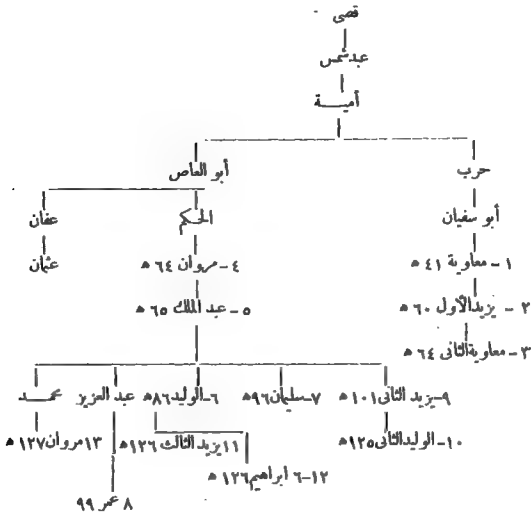 قصى
عبد شمس
أميـــة
حرب أبو العاص
أبو سفيان الحكم عفان
١ - معاوية ٤١ ه ٤ - مروان ٦٤ ه عثمان
٢ - يزيد الأول ٦٠ ه ٥ - عبد الملك ٦٥ ه
٣ - معاوية الثانى ٦٤ ه
٩ - يزيد الثانى ١٠١ ه ٧ - سليمان ٩٦ ه ٦ - الوليد ٨٦ ه عبد العزيز محمـــد
١٠ - الوليد الثانى ١٢٥ ه ١١ يزيد الثالث ١٢٦ ه ١٣ مروان ١٢٧ ه
١٢ - ٦ ابراهيم ١٢٦ ه
٨ عمر ٩٩